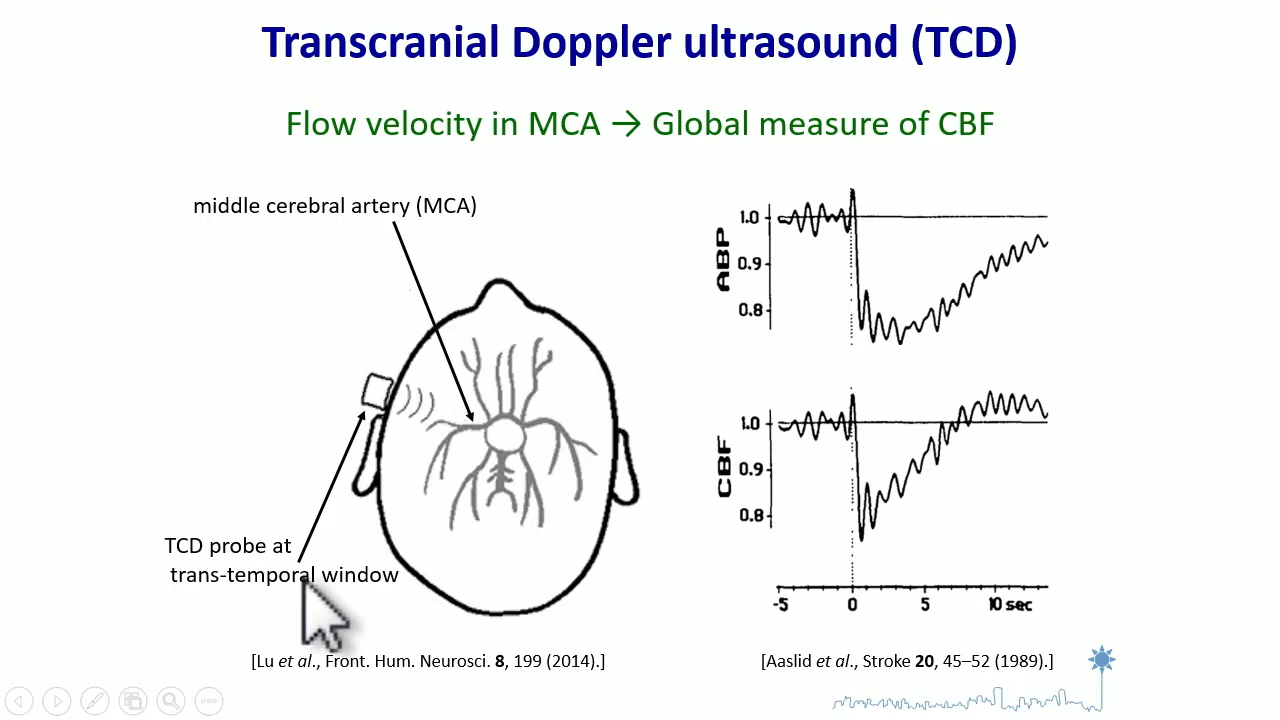 Transcranial Doppler ultrasound (TCD)
Flow velocity in MCA → Global measure of CBF
middle cerebral artery (MCA)
TCD probe at
trans-temporal window
[Lu et al., Front. Hum. Neurosci. 8, 199 (2014).]
ABP
1.0
0.9
0.8
CBF
1.0
0.9
0.8
-5 0 5 10 sec
[Aaslid et al., Stroke 20, 45–52 (1989).]